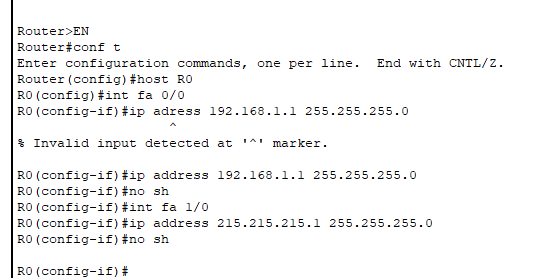 Router>EN
Router#conf t
Enter configuration commands, one per line.  End with CNTL/Z.
Router(config)#host R0
R0(config)#int fa 0/0
R0(config-if)#ip adress 192.168.1.1 255.255.255.0
^
% Invalid input detected at '^' marker.
R0(config-if)#ip address 192.168.1.1 255.255.255.0
R0(config-if)#no sh
R0(config-if)#int fa 1/0
R0(config-if)#ip address 215.215.215.1 255.255.255.0
R0(config-if)#no sh
R0(config-if)#